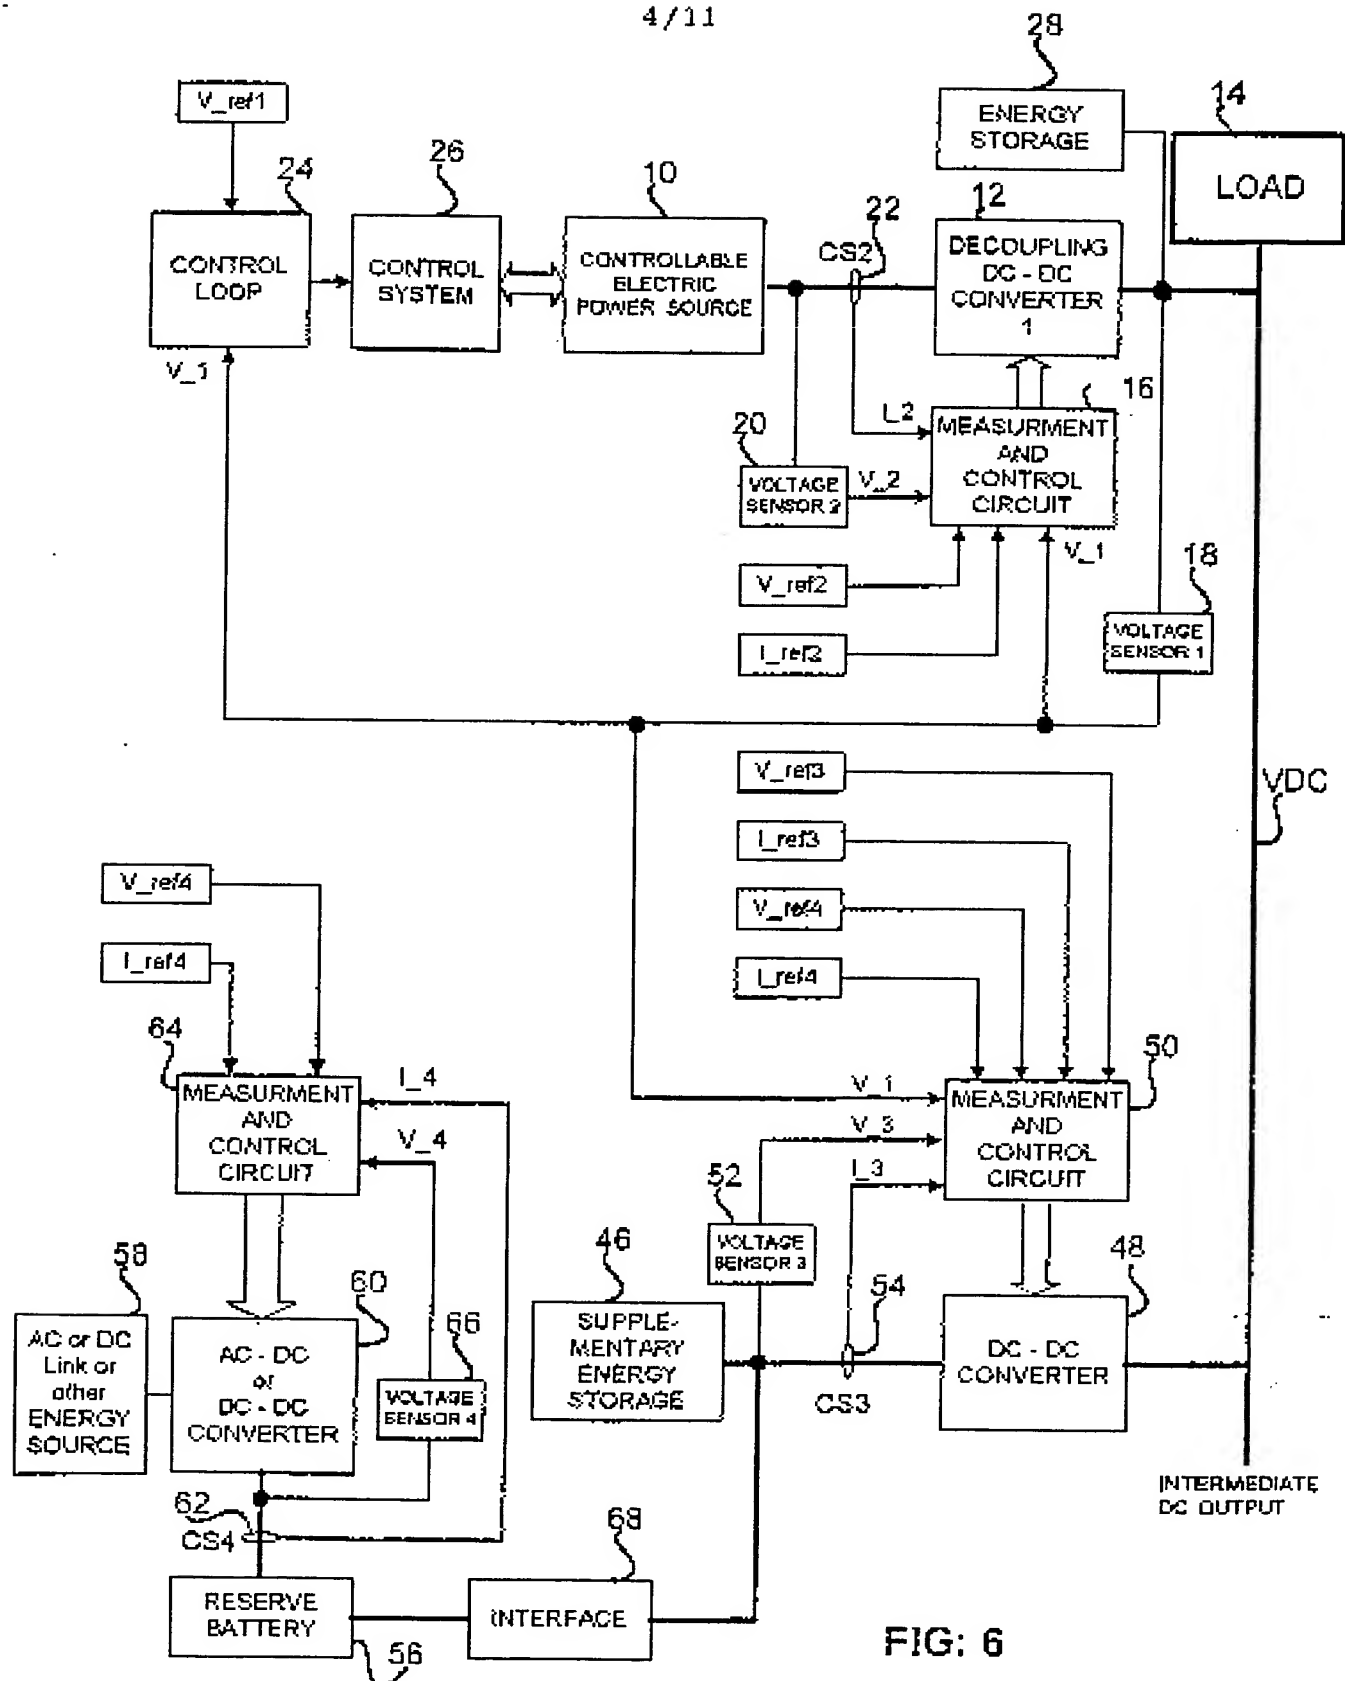 4/11
28
V_ref1
ENERGY
STORAGE
14
LOAD
24
26
10
22
12
CS2
CONTROL
LOOP
CONTROL
SYSTEM
CONTROLLABLE
ELECTRIC
POWER SOURCE
DECOUPLING
DC - DC
CONVERTER
1
V_1
16
I_2
20
MEASURMENT
AND
CONTROL
CIRCUIT
VOLTAGE
SENSOR 2
V_2
V_1
18
V_ref2
I_ref2
VOLTAGE
SENSOR 1
V_ref3
VDC
I_ref3
V_ref4
V_ref4
I_ref4
I_ref4
64
50
MEASURMENT
AND
CONTROL
CIRCUIT
I_4
V_4
V_1
V_3
I_3
MEASURMENT
AND
CONTROL
CIRCUIT
52
VOLTAGE
SENSOR 3
58
60
46
48
54
66
AC or DC
Link or
other
ENERGY
SOURCE
AC - DC
or
DC - DC
CONVERTER
VOLTAGE
SENSOR 4
SUPPLE-
MENTARY
ENERGY
STORAGE
CS3
DC - DC
CONVERTER
INTERMEDIATE
DC OUTPUT
62
CS4
68
RESERVE
BATTERY
INTERFACE
56
FIG: 6